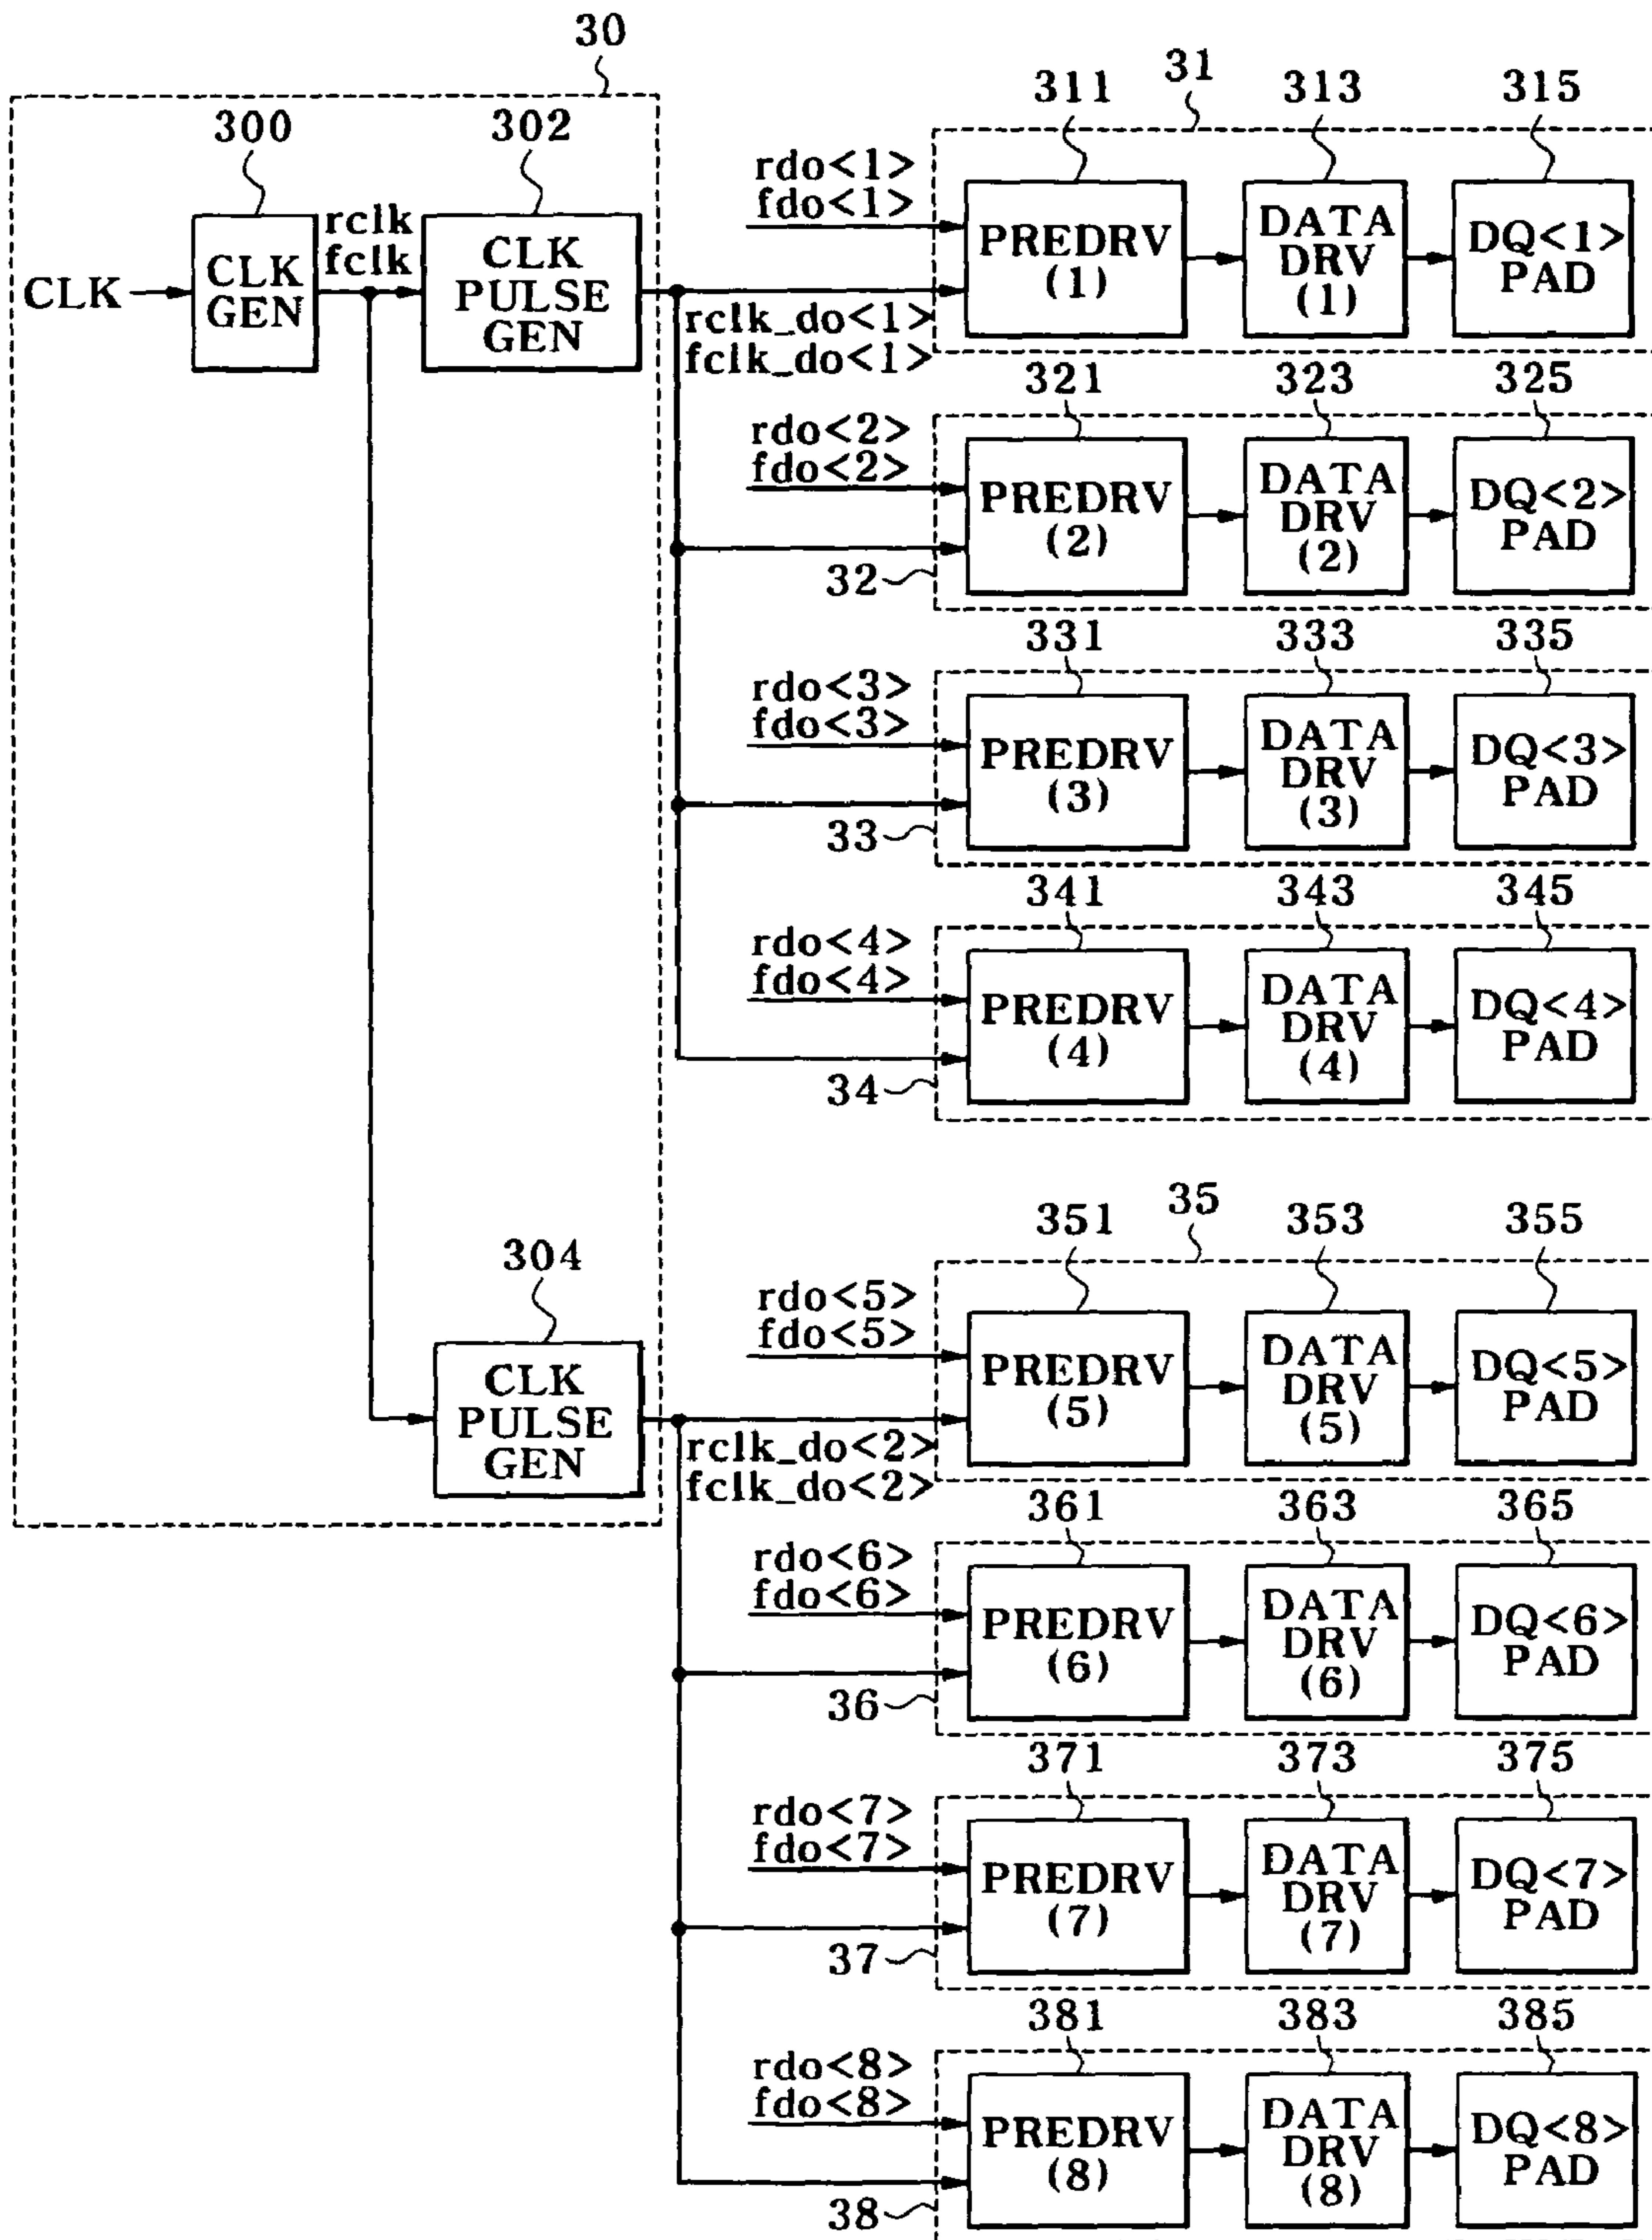 30
300
302
CLK
CLK
GEN
rclk
fclk
CLK
PULSE
GEN
304
CLK
PULSE
GEN
31
311
313
315
rdo<1>
fdo<1>
rclk_do<1>
fclk_do<1>
PREDRV
(1)
DATA
DRV
(1)
DQ<1>
PAD
321
323
325
rdo<2>
fdo<2>
32
PREDRV
(2)
DATA
DRV
(2)
DQ<2>
PAD
331
333
335
rdo<3>
fdo<3>
33
PREDRV
(3)
DATA
DRV
(3)
DQ<3>
PAD
341
343
345
rdo<4>
fdo<4>
34
PREDRV
(4)
DATA
DRV
(4)
DQ<4>
PAD
35
351
353
355
rdo<5>
fdo<5>
rclk_do<2>
fclk_do<2>
PREDRV
(5)
DATA
DRV
(5)
DQ<5>
PAD
361
363
365
rdo<6>
fdo<6>
36
PREDRV
(6)
DATA
DRV
(6)
DQ<6>
PAD
371
373
375
rdo<7>
fdo<7>
37
PREDRV
(7)
DATA
DRV
(7)
DQ<7>
PAD
381
383
385
rdo<8>
fdo<8>
38
PREDRV
(8)
DATA
DRV
(8)
DQ<8>
PAD